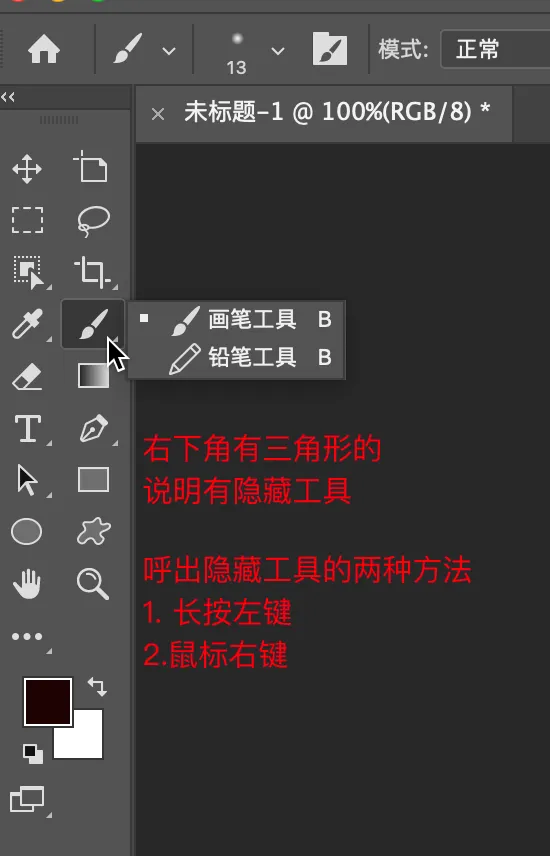 13
模式: 正常
× 未标题-1 @ 100%(RGB/8) *
画笔工具 B
铅笔工具 B
右下角有三角形的
说明有隐藏工具
呼出隐藏工具的两种方法
1. 长按左键
2.鼠标右键